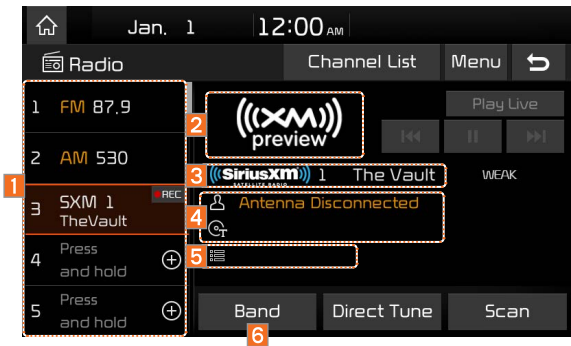 Jan. 1 12:00 AM
Radio Channel List Menu
1 FM 87.9
2 AM 530
3 SXM 1 REC
TheVault
4 Press
and hold
5 Press
and hold
1
2
((XM))
preview
Play Live
3 ((SiriusXM)) 1 The Vault WEAK
SATELLITE RADIO
4 Antenna Disconnected
5
Band Direct Tune Scan
6